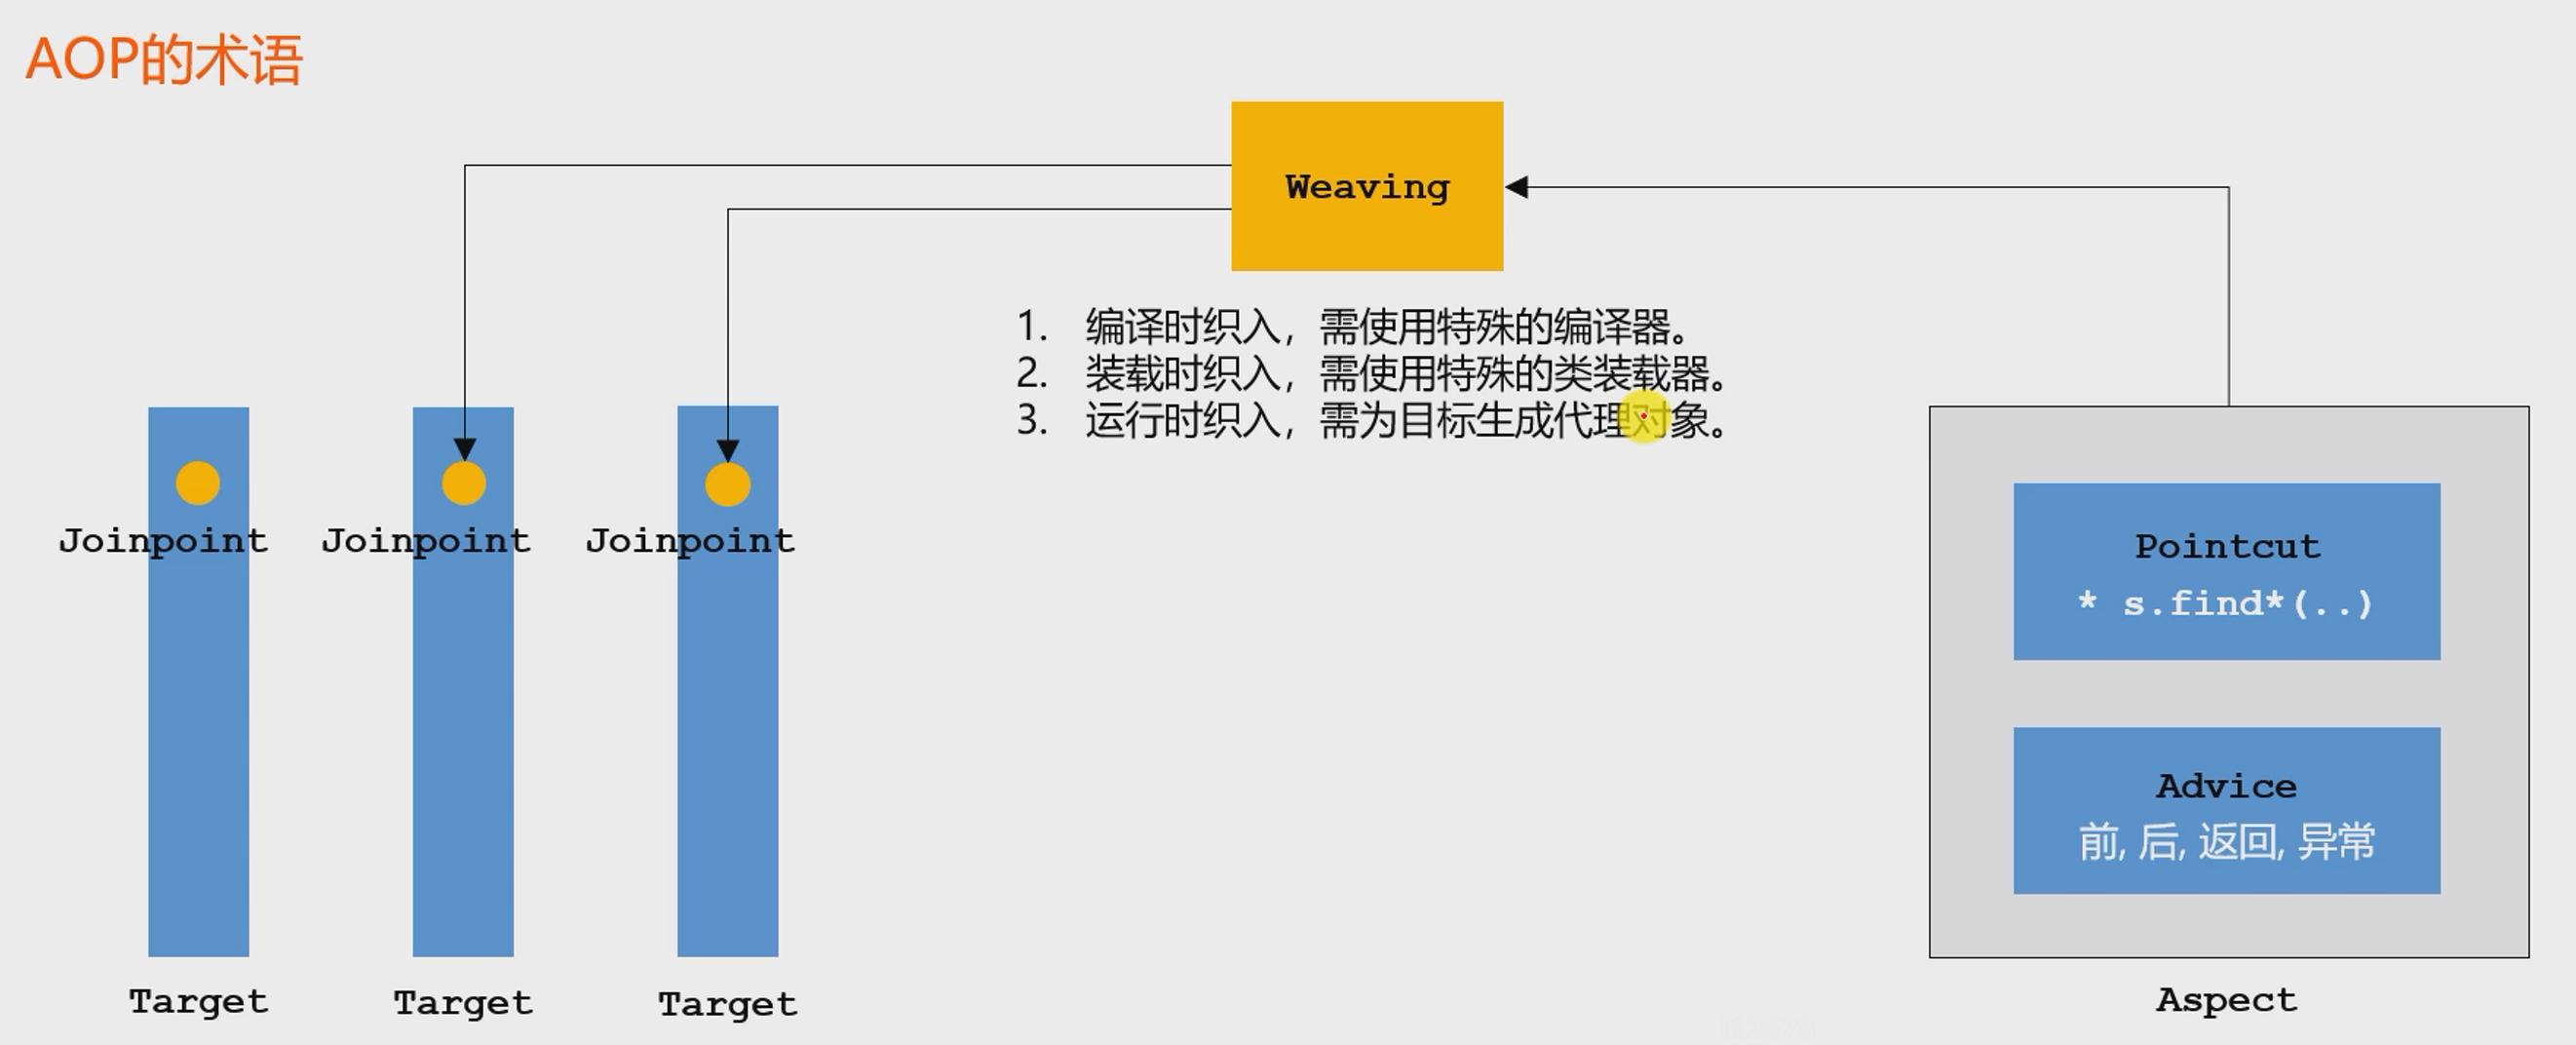 AOP的术语
Weaving
1. 编译时织入，需使用特殊的编译器。
2. 装载时织入，需使用特殊的类装载器。
3. 运行时织入，需为目标生成代理对象。
Joinpoint
Joinpoint
Joinpoint
Pointcut
* s.find*(..)
Advice
前, 后, 返回, 异常
Target
Target
Target
Aspect